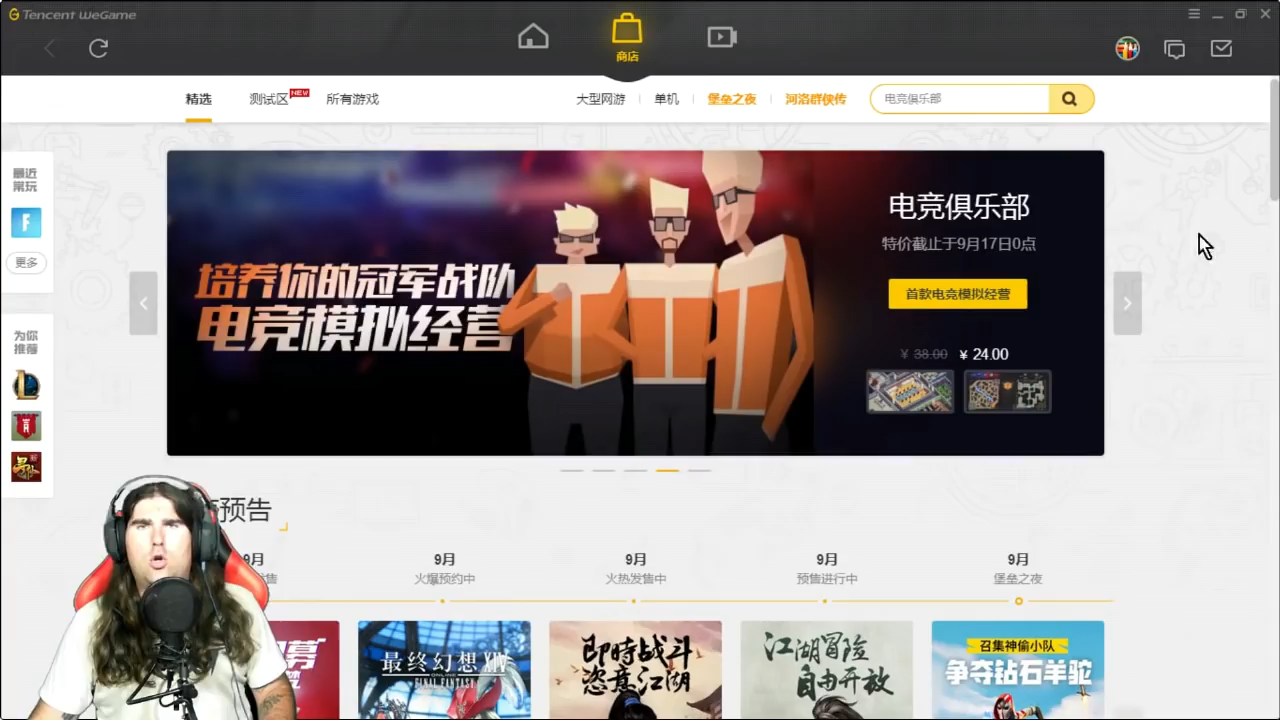 Tencent WeGame
商店
精选
测试区
NEW
所有游戏
大型网游
单机
堡垒之夜
河洛群侠传
电竞俱乐部
最近
常玩
更多
为你
推荐
培养你的冠军战队
电竞模拟经营
电竞俱乐部
特价截止于9月17日0点
首款电竞模拟经营
¥ 38.00 ¥ 24.00
预告
9月
9月
9月
9月
9月
售
火爆预约中
火热发售中
预售进行中
堡垒之夜
募
最终幻想XIV
FINAL FANTASY
即時战斗
恣意江湖
江湖冒险
自由开放
召集神偷小队
争夺钻石羊驼